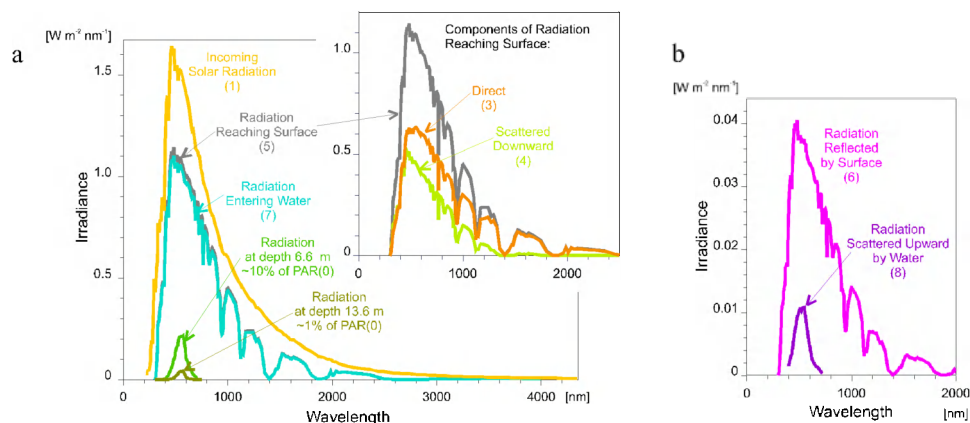 a
[W m⁻² nm⁻¹]
1.5
1.0
0.5
0
Irradiance
Incoming
Solar Radiation
(1)
Radiation
Reaching Surface
(5)
Radiation
Entering Water
(7)
Radiation
at depth 6.6 m
~10% of PAR(0)
Radiation
at depth 13.6 m
~1% of PAR(0)
0 1000 2000 3000 4000 [nm]
Wavelength
Components of Radiation
Reaching Surface:
1.0
0.5
0
Direct
(3)
Scattered
Downward
(4)
0 1000 2000
b
[W m⁻² nm⁻¹]
0.04
0.03
0.02
0.01
0
Irradiance
Radiation
Reflected
by Surface
(6)
Radiation
Scattered Upward
by Water
(8)
0 1000 2000
Wavelength [nm]